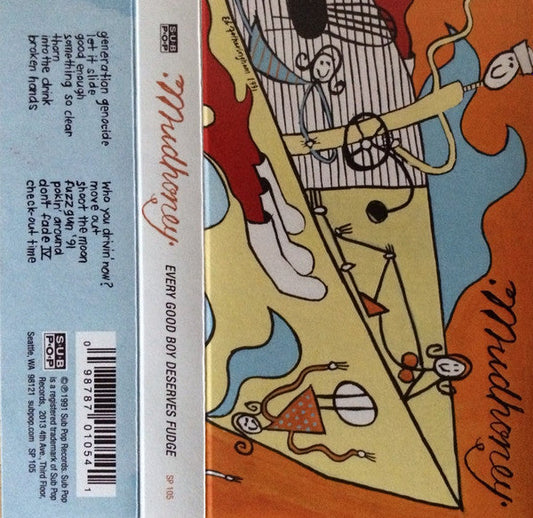 generation genocide
let it slide
good enough
something so clear
thorn
into the drink
broken hands
who you drivin' now?
move out
shoot the moon
fuzzgun '91
pokin' around
don't fade IV
check-out time
SUB
POP
©℗1991 Sub Pop Records. Sub Pop
is a registered trademark of Sub Pop
Records, 2013 4th Ave., Third Floor,
Seattle, WA 98121 subpop.com SP 105
0 98787 01054 1
SUB
POP
Mudhoney
EVERY GOOD BOY DESERVES FUDGE
SP 105
Mudhoney
1991